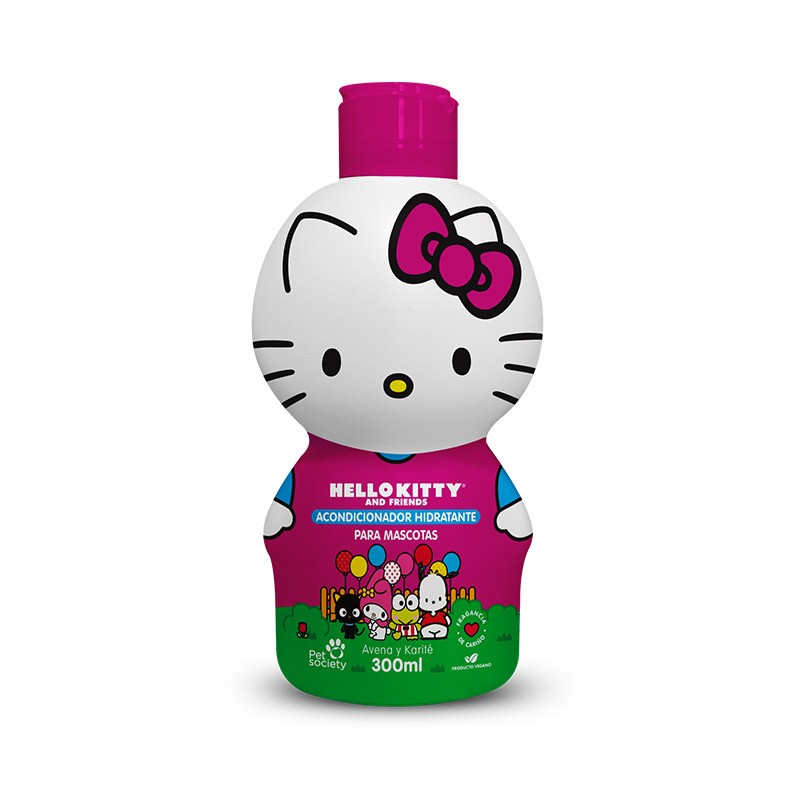 HELLO KITTY®
AND FRIENDS
ACONDICIONADOR HIDRATANTE
PARA MASCOTAS
FRAGANCIA
DE CARIÑO
Pet
society
Avena y Karité
300ml
PRODUCTO VEGANO